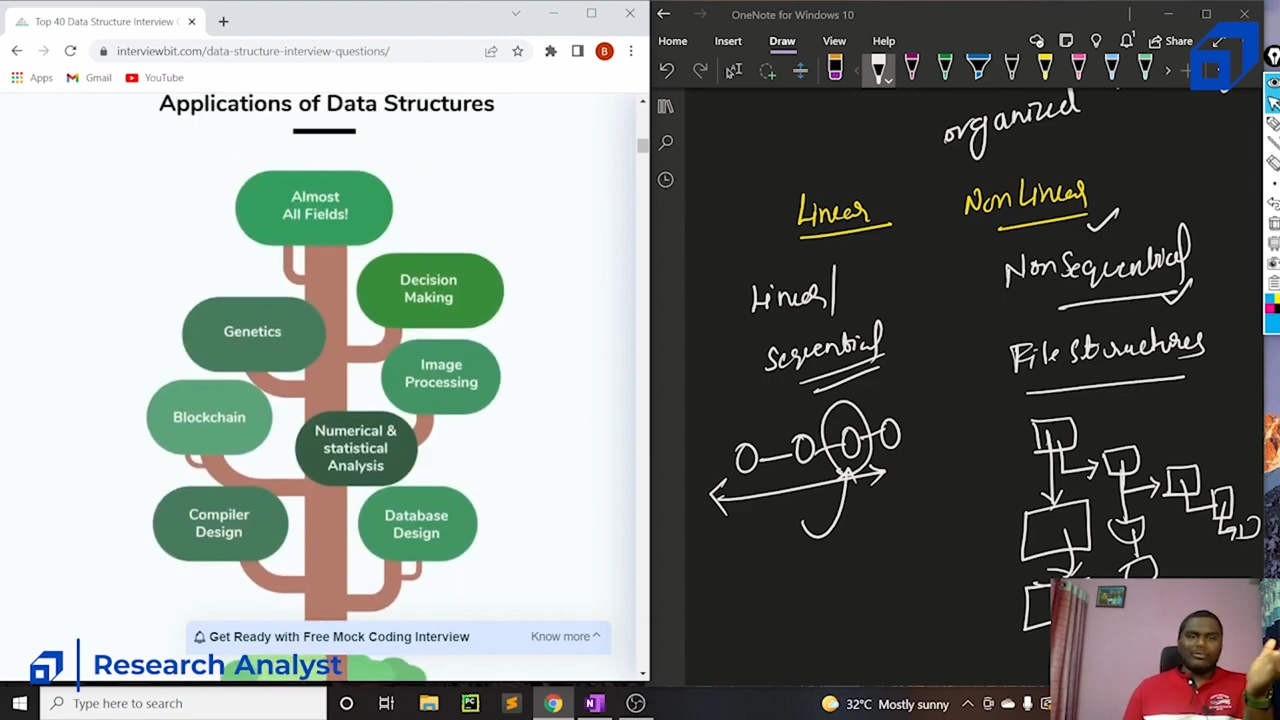 Top 40 Data Structure Interview (
interviewbit.com/data-structure-interview-questions/
B
Apps
Gmail
YouTube
Applications of Data Structures
Almost
All Fields!
Decision
Making
Genetics
Image
Processing
Blockchain
Numerical &
statistical
Analysis
Compiler
Design
Database
Design
Get Ready with Free Mock Coding Interview
Know more
Research Analyst
OneNote for Windows 10
Home
Insert
Draw
View
Help
Share
organized
Linear
Non Linear
Linear/
Sequential
Non Sequential
File Structures
Type here to search
32°C Mostly sunny